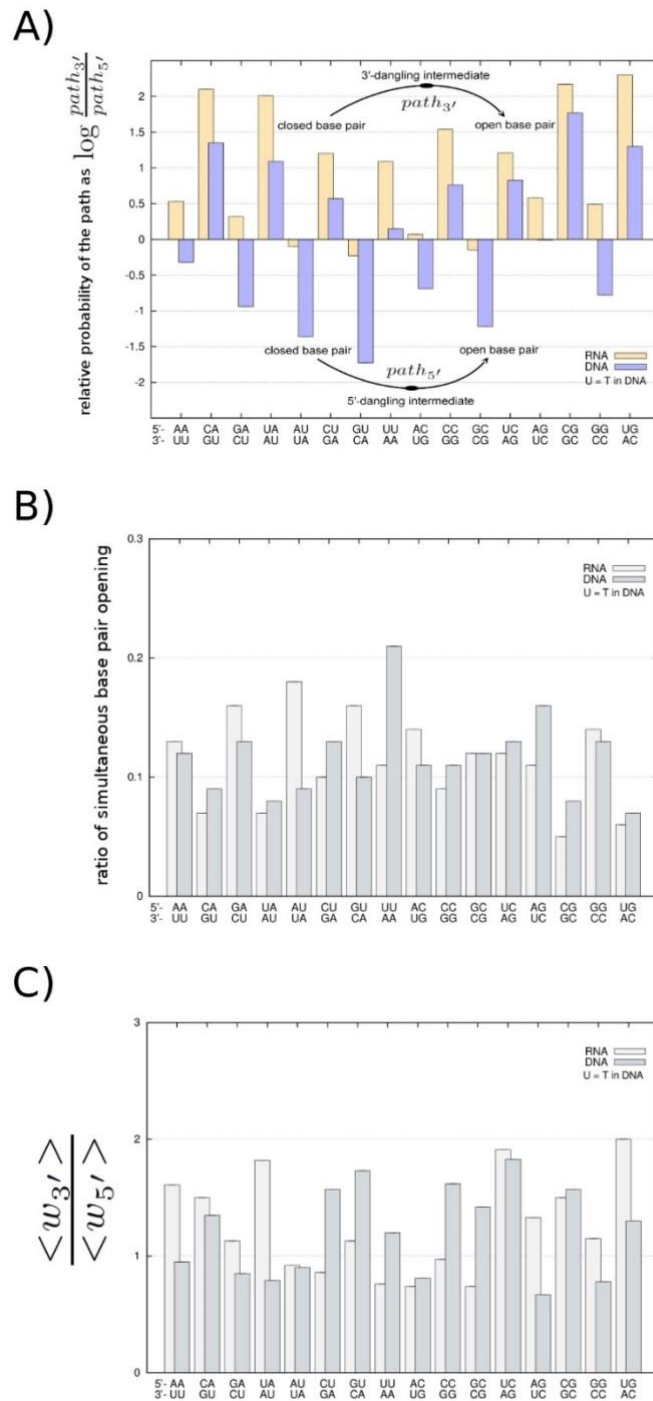 A)
relative probability of the path as log path3′ / path5′
2
1.5
1
0.5
0
-0.5
-1
-1.5
-2
3′-dangling intermediate
path3′
closed base pair open base pair
closed base pair open base pair
path5′
5′-dangling intermediate
RNA
DNA
U = T in DNA
5′- AA CA GA UA AU CU GU UU AC CC GC UC AG CG GG UG
3′- UU GU CU AU UA GA CA AA UG GG CG AG UC GC CC AC
B)
ratio of simultaneous base pair opening
0.3
0.2
0.1
0
RNA
DNA
U = T in DNA
5′- AA CA GA UA AU CU GU UU AC CC GC UC AG CG GG UG
3′- UU GU CU AU UA GA CA AA UG GG CG AG UC GC CC AC
C)
<w3′>
<w5′>
3
2
1
0
RNA
DNA
U = T in DNA
5′- AA CA GA UA AU CU GU UU AC CC GC UC AG CG GG UG
3′- UU GU CU AU UA GA CA AA UG GG CG AG UC GC CC AC